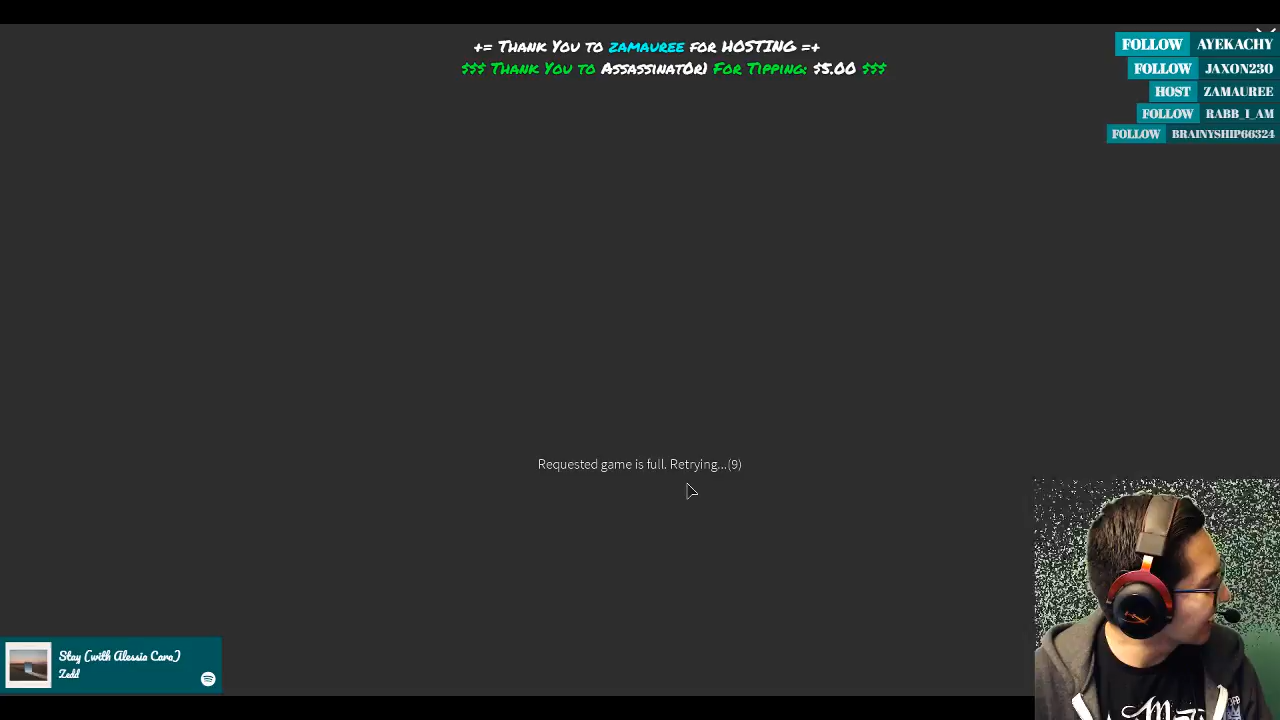 += Thank You to zamauree for HOSTING =+
$$$ Thank You to Assassinat0r) For Tipping: $5.00 $$$
FOLLOW AYEKACHY
FOLLOW JAXON230
HOST ZAMAUREE
FOLLOW RABB_I_AM
FOLLOW BRAINYSHIP66324
Requested game is full. Retrying...(9)
Stay (with Alessia Cara)
Zedd